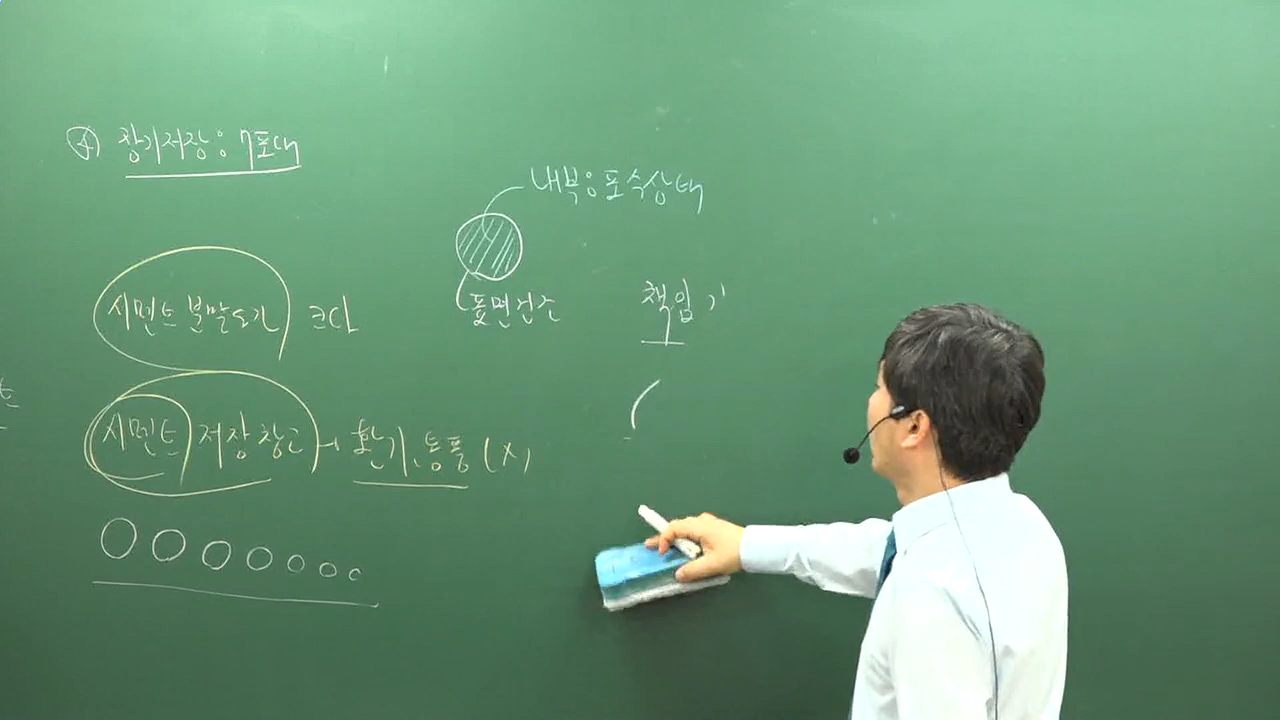 ④ 장기저장 : 7포대
내부 : 포수상태
표면건조
책임기
시멘트 분말도가 크다
시멘트 저장창고 → 환기, 통풍 (X)